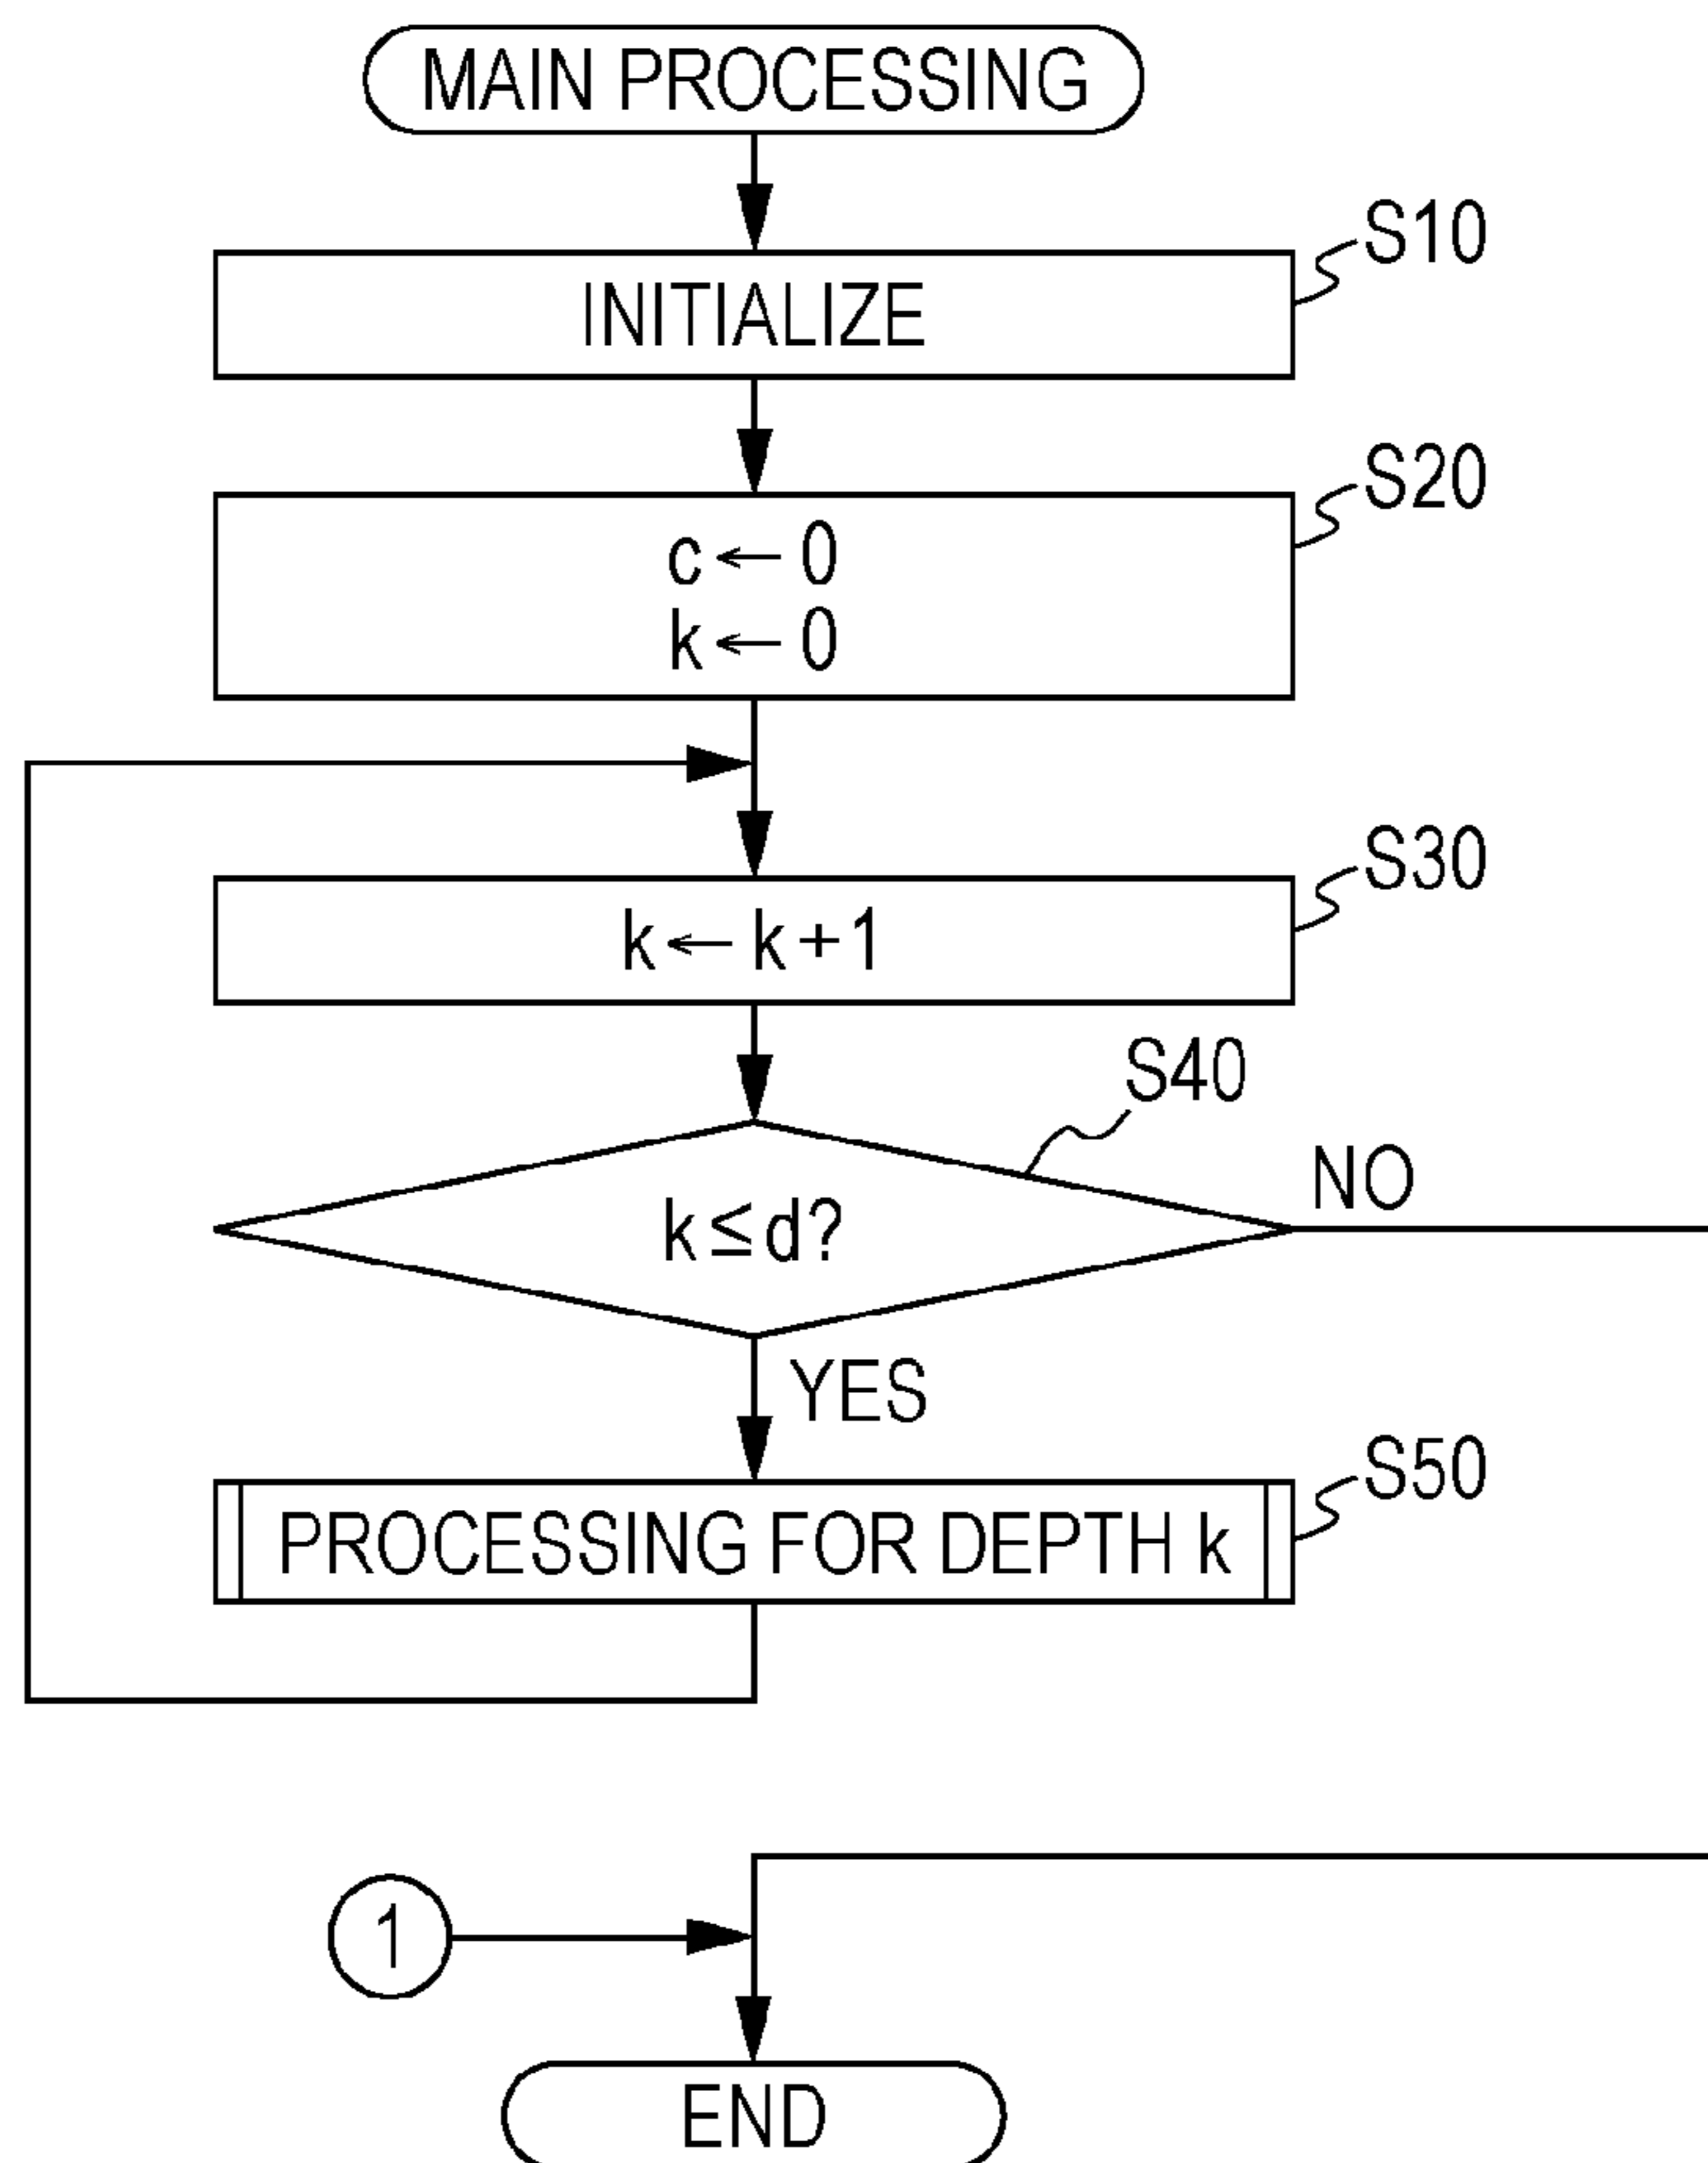 MAIN PROCESSING
S10
INITIALIZE
S20
c ← 0
k ← 0
S30
k ← k + 1
S40
k ≤ d?
NO
YES
S50
PROCESSING FOR DEPTH k
1
END